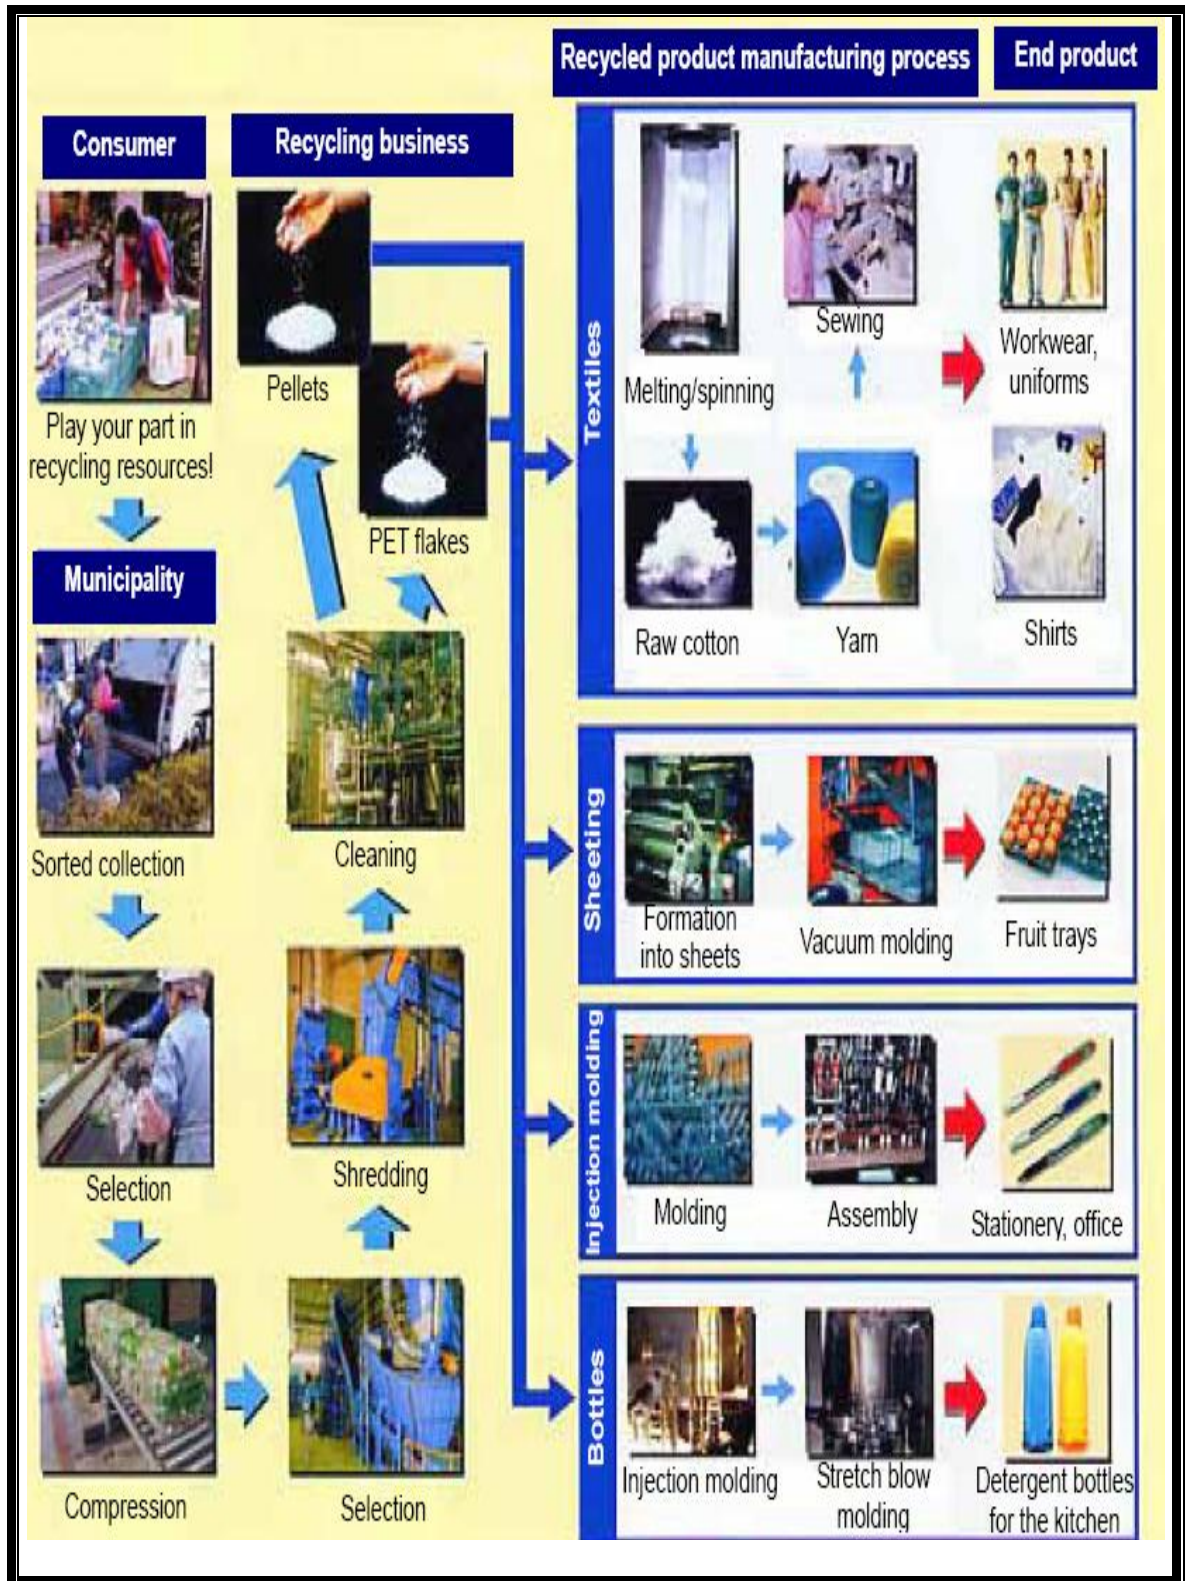 Recycled product manufacturing process
End product
Consumer
Recycling business
Play your part in
recycling resources!
Municipality
Sorted collection
Selection
Compression
Pellets
PET flakes
Cleaning
Shredding
Selection
Textiles
Melting/spinning
Sewing
Raw cotton
Yarn
Workwear,
uniforms
Shirts
Sheeting
Formation
into sheets
Vacuum molding
Fruit trays
Injection molding
Molding
Assembly
Stationery, office
Bottles
Injection molding
Stretch blow
molding
Detergent bottles
for the kitchen